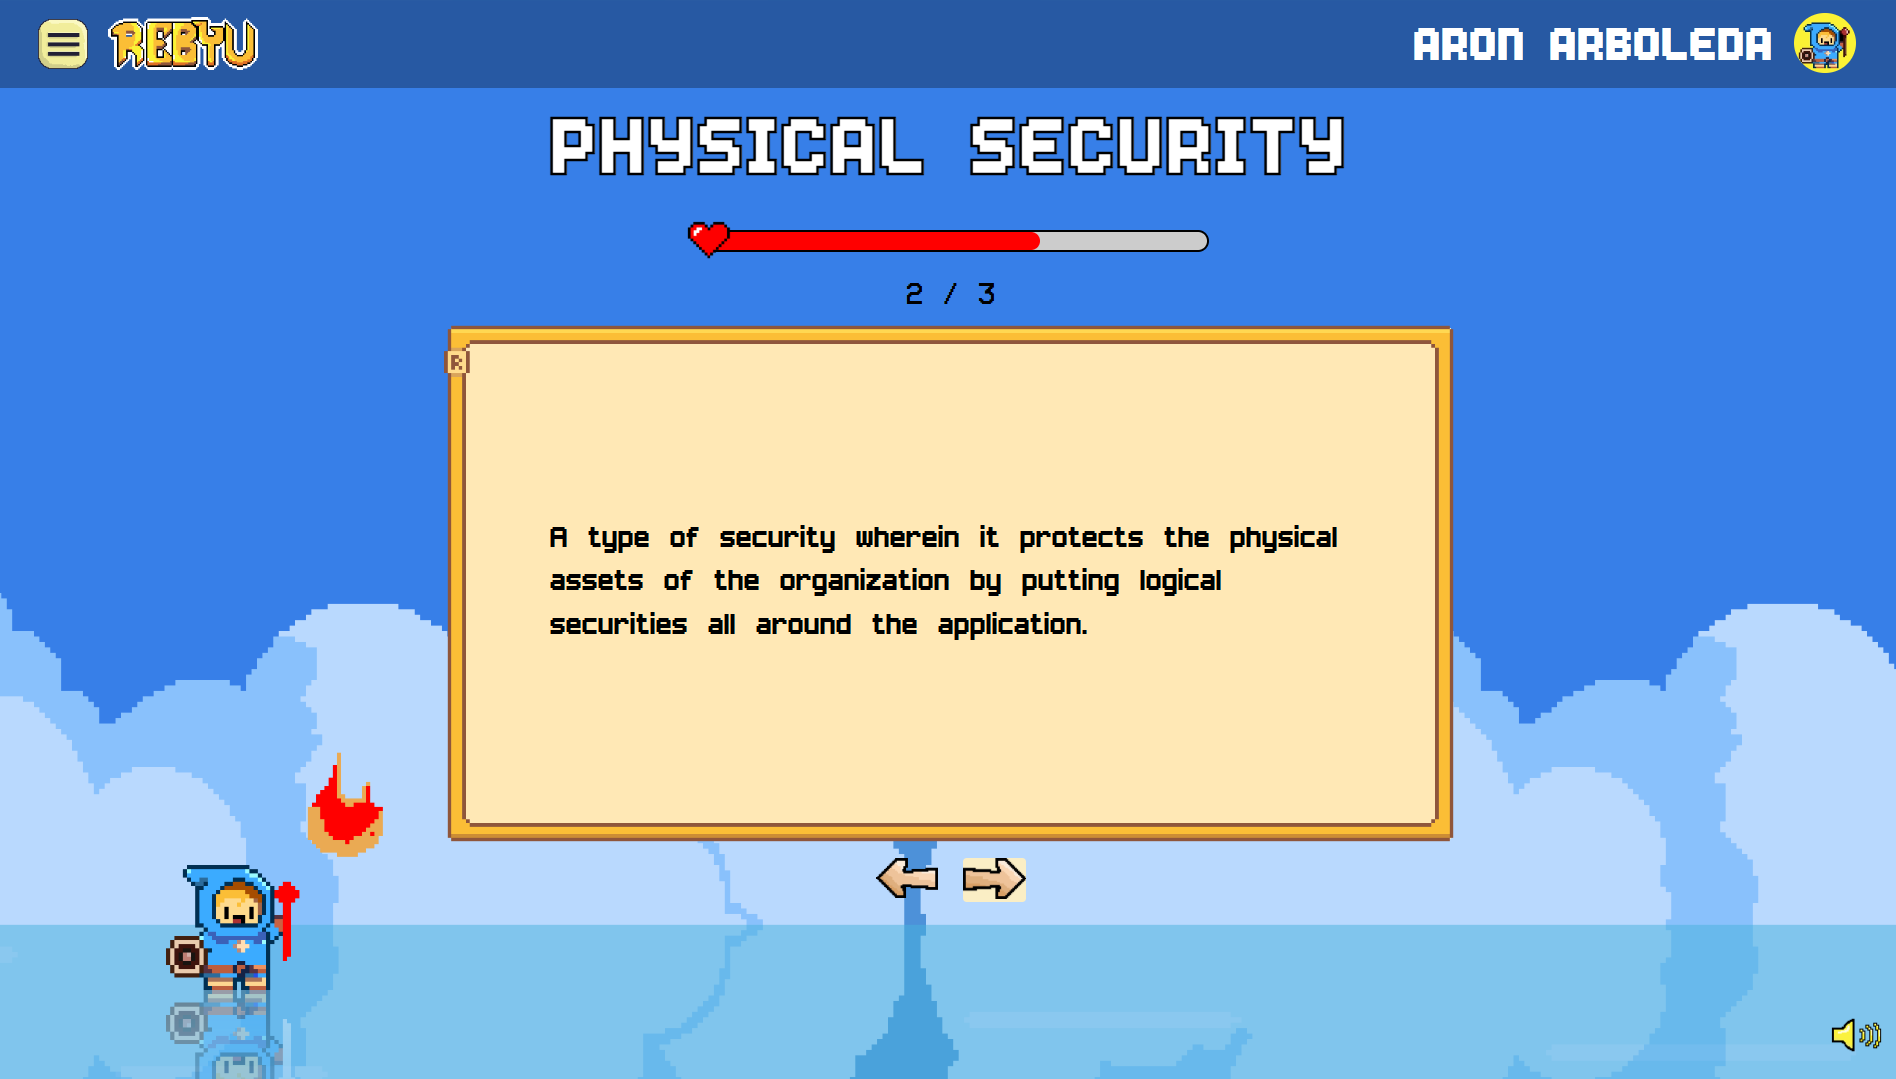 REBYU
ARON ARBOLEDA
PHYSICAL SECURITY
2 / 3
R
A type of security wherein it protects the physical
assets of the organization by putting logical
securities all around the application.